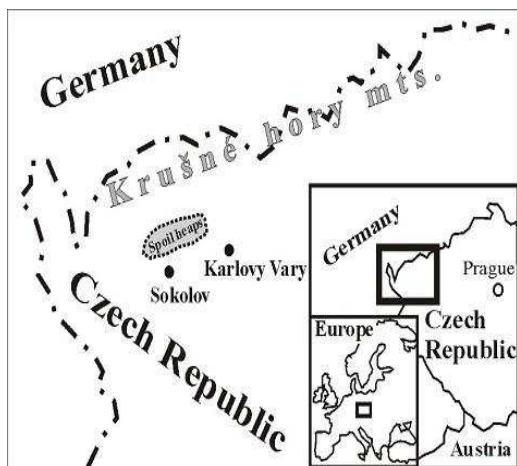 Germany
Krušné hory mts.
Spoil heaps
Karlovy Vary
Sokolov
Czech Republic
Germany
Prague
Czech
Republic
Europe
Austria